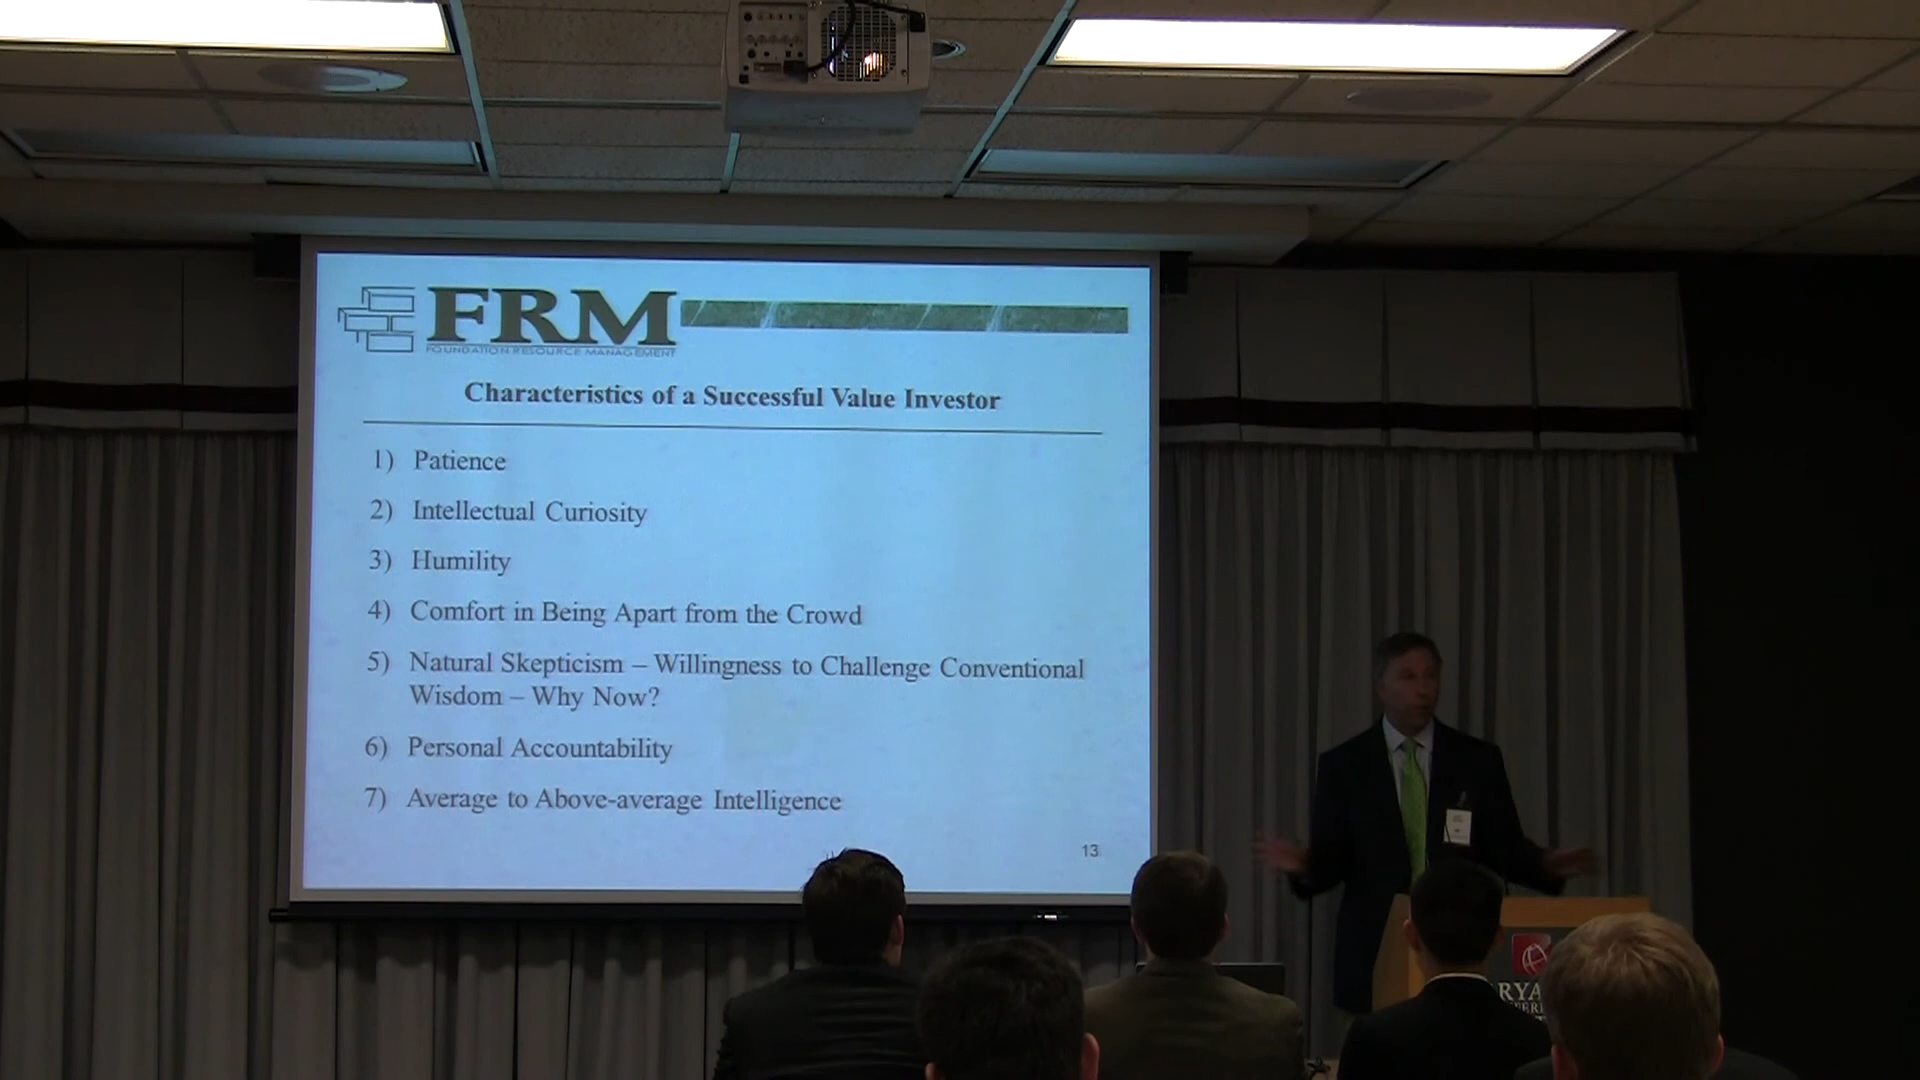 FRM
FOUNDATION RESOURCE MANAGEMENT
Characteristics of a Successful Value Investor
1) Patience
2) Intellectual Curiosity
3) Humility
4) Comfort in Being Apart from the Crowd
5) Natural Skepticism – Willingness to Challenge Conventional
Wisdom – Why Now?
6) Personal Accountability
7) Average to Above-average Intelligence
13
RYA